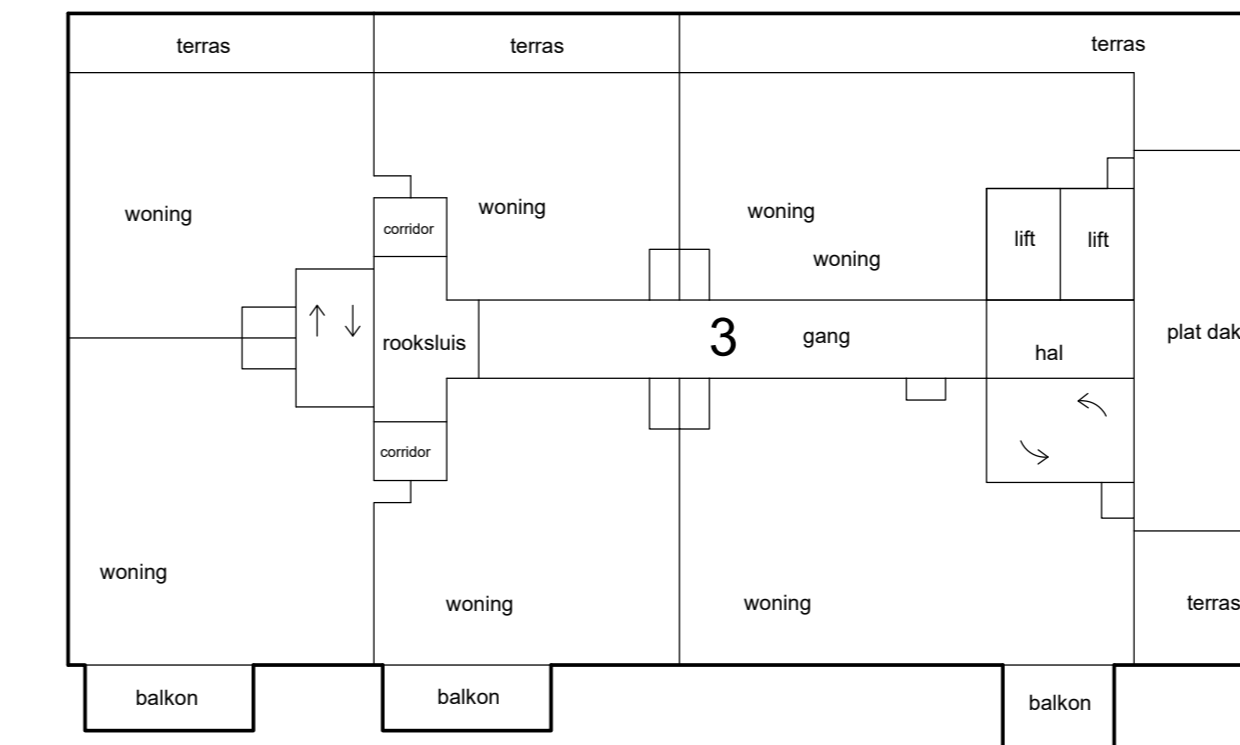 terras
terras
terras
woning
woning
woning
corridor
lift
lift
woning
3
gang
plat dak
rooksluis
hal
corridor
woning
woning
woning
terras
balkon
balkon
balkon